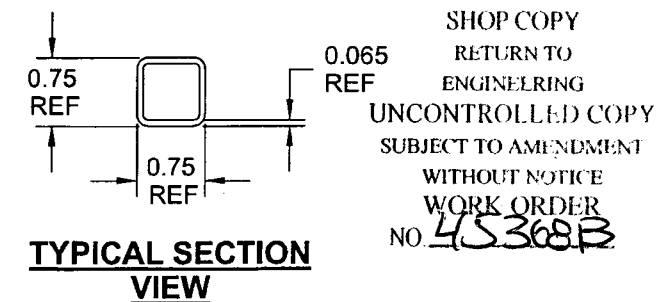 0.75
REF
0.065
REF
0.75
REF
TYPICAL SECTION
VIEW
SHOP COPY
RETURN TO
ENGINEERING
UNCONTROLLED COPY
SUBJECT TO AMENDMENT
WITHOUT NOTICE
WORK ORDER
NO. 45368B